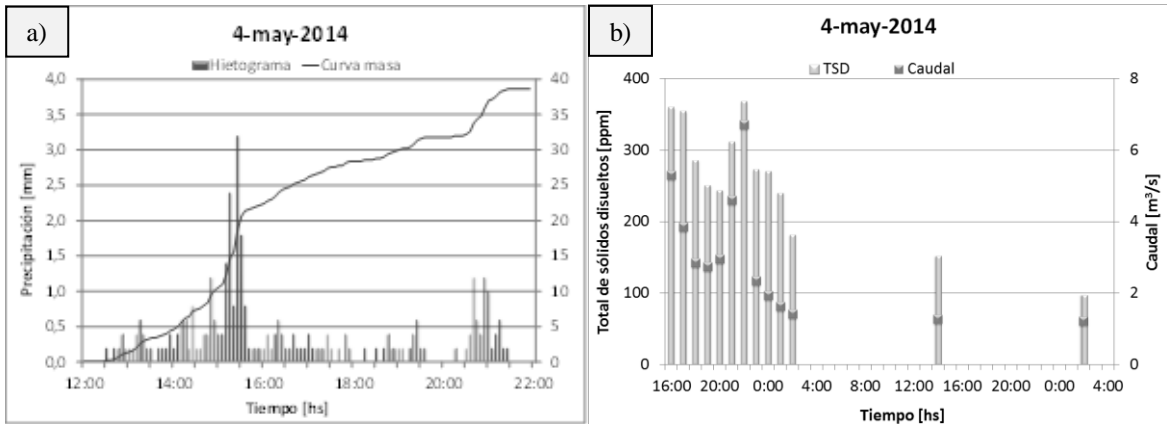 a)
4-may-2014
Hietograma Curva masa
4,0 40
3,5 35
3,0 30
2,5 25
2,0 20
1,5 15
1,0 10
0,5 5
0,0 0
Precipitación [mm]
12:00 14:00 16:00 18:00 20:00 22:00
Tiempo [hs]
b)
4-may-2014
TSD Caudal
400 8
300 6
200 4
100 2
0 0
Total de sólidos disueltos [ppm]
Caudal [m³/s]
16:00 20:00 0:00 4:00 12:00 16:00 20:00 0:00 4:00
Tiempo [hs]